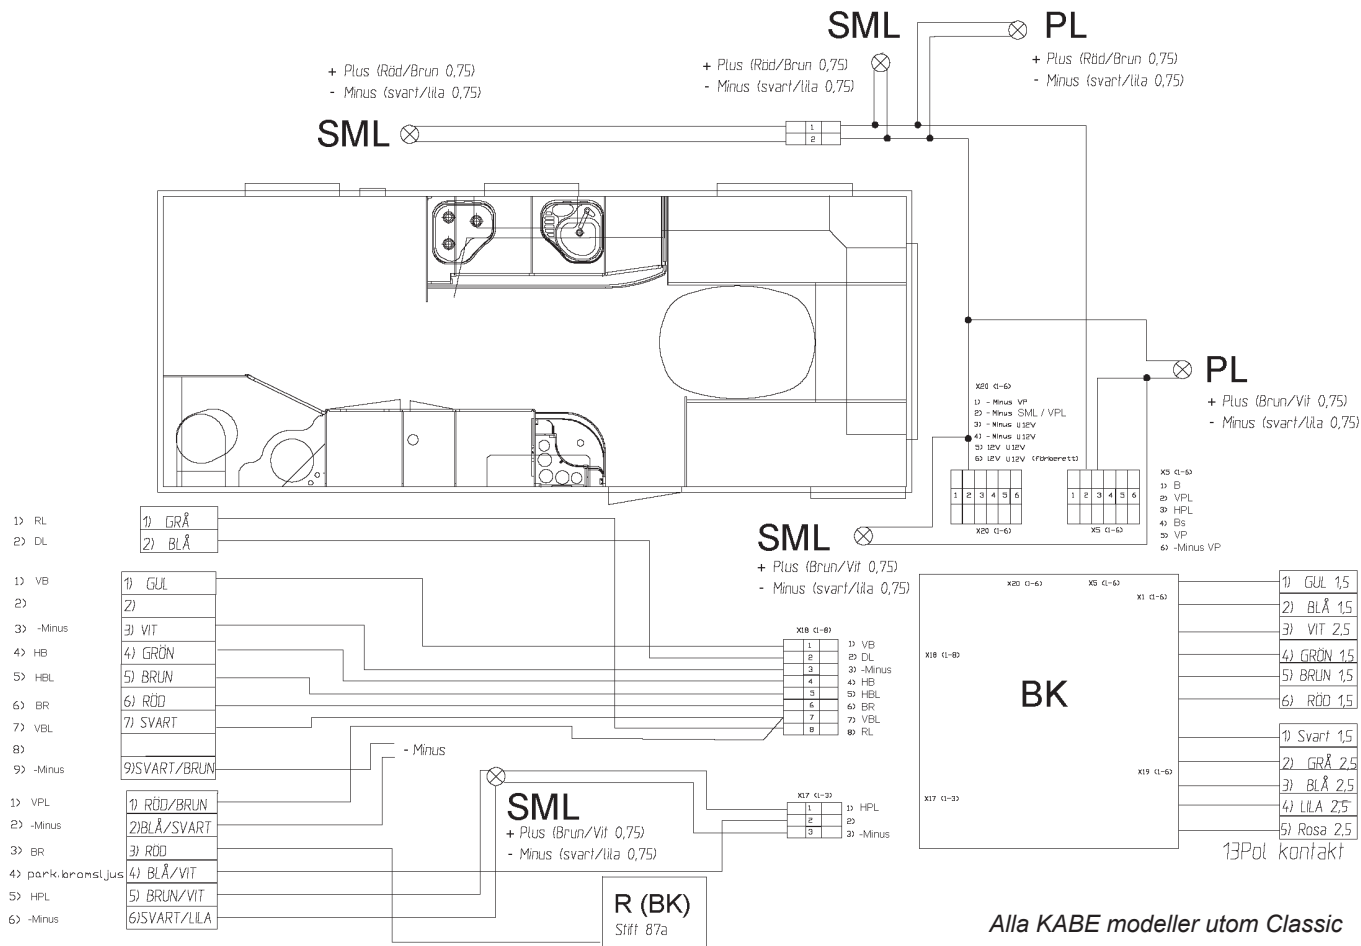 SML
PL
+ Plus (Röd/Brun 0,75)
- Minus (svart/lila 0,75)
+ Plus (Röd/Brun 0,75)
- Minus (svart/lila 0,75)
+ Plus (Röd/Brun 0,75)
- Minus (svart/lila 0,75)
SML
1
2
PL
+ Plus (Brun/Vit 0,75)
- Minus (svart/lila 0,75)
X20 (1-6)
1) - Minus VP
2) - Minus SML / VPL
3) - Minus U12V
4) - Minus U12V
5) 12V U12V
6) 12V U12V (förberett)
1 2 3 4 5 6
X20 (1-6)
1 2 3 4 5 6
X5 (1-6)
X5 (1-6)
1) B
2) VPL
3) HPL
4) Bs
5) VP
6) -Minus VP
SML
+ Plus (Brun/Vit 0,75)
- Minus (svart/lila 0,75)
1) RL
2) DL
1) GRÅ
2) BLÅ
1) VB
2)
3) -Minus
4) HB
5) HBL
6) BR
7) VBL
8)
9) -Minus
1) GUL
2)
3) VIT
4) GRÖN
5) BRUN
6) RÖD
7) SVART
9)SVART/BRUN
- Minus
1) VPL
2) -Minus
3) BR
4) park.bromsljus
5) HPL
6) -Minus
1) RÖD/BRUN
2)BLÅ/SVART
3) RÖD
4) BLÅ/VIT
5) BRUN/VIT
6)SVART/LILA
SML
+ Plus (Brun/Vit 0,75)
- Minus (svart/lila 0,75)
R (BK)
Stift 87a
X18 (1-8)
1
2
3
4
5
6
7
8
1) VB
2) DL
3) -Minus
4) HB
5) HBL
6) BR
7) VBL
8) RL
X17 (1-3)
1
2
3
1) HPL
2)
3) -Minus
X20 (1-6)
X5 (1-6)
X1 (1-6)
X18 (1-8)
BK
X19 (1-6)
X17 (1-3)
1) GUL 1,5
2) BLÅ 1,5
3) VIT 2,5
4) GRÖN 1,5
5) BRUN 1,5
6) RÖD 1,5
1) Svart 1,5
2) GRÅ 2,5
3) BLÅ 2,5
4) LILA 2,5
5) Rosa 2,5
13Pol kontakt
Alla KABE modeller utom Classic